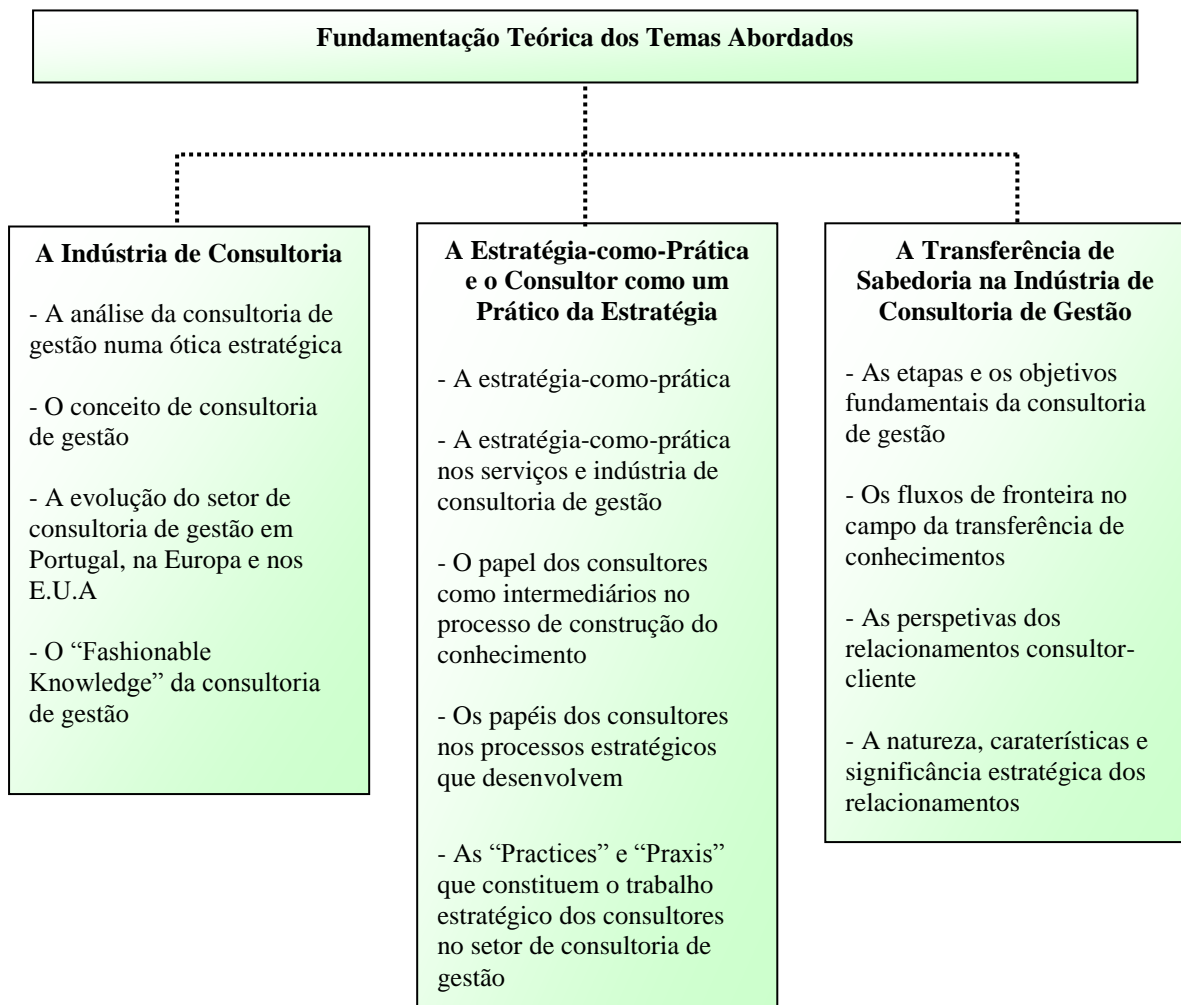 Fundamentação Teórica dos Temas Abordados
A Indústria de Consultoria
- A análise da consultoria de
gestão numa ótica estratégica
- O conceito de consultoria
de gestão
- A evolução do setor de
consultoria de gestão em
Portugal, na Europa e nos
E.U.A
- O “Fashionable
Knowledge” da consultoria
de gestão
A Estratégia-como-Prática
e o Consultor como um
Prático da Estratégia
- A estratégia-como-prática
- A estratégia-como-prática
nos serviços e indústria de
consultoria de gestão
- O papel dos consultores
como intermediários no
processo de construção do
conhecimento
- Os papéis dos consultores
nos processos estratégicos
que desenvolvem
- As “Practices” e “Praxis”
que constituem o trabalho
estratégico dos consultores
no setor de consultoria de
gestão
A Transferência de
Sabedoria na Indústria de
Consultoria de Gestão
- As etapas e os objetivos
fundamentais da consultoria
de gestão
- Os fluxos de fronteira no
campo da transferência de
conhecimentos
- As perspetivas dos
relacionamentos consultor-
cliente
- A natureza, caraterísticas e
significância estratégica dos
relacionamentos